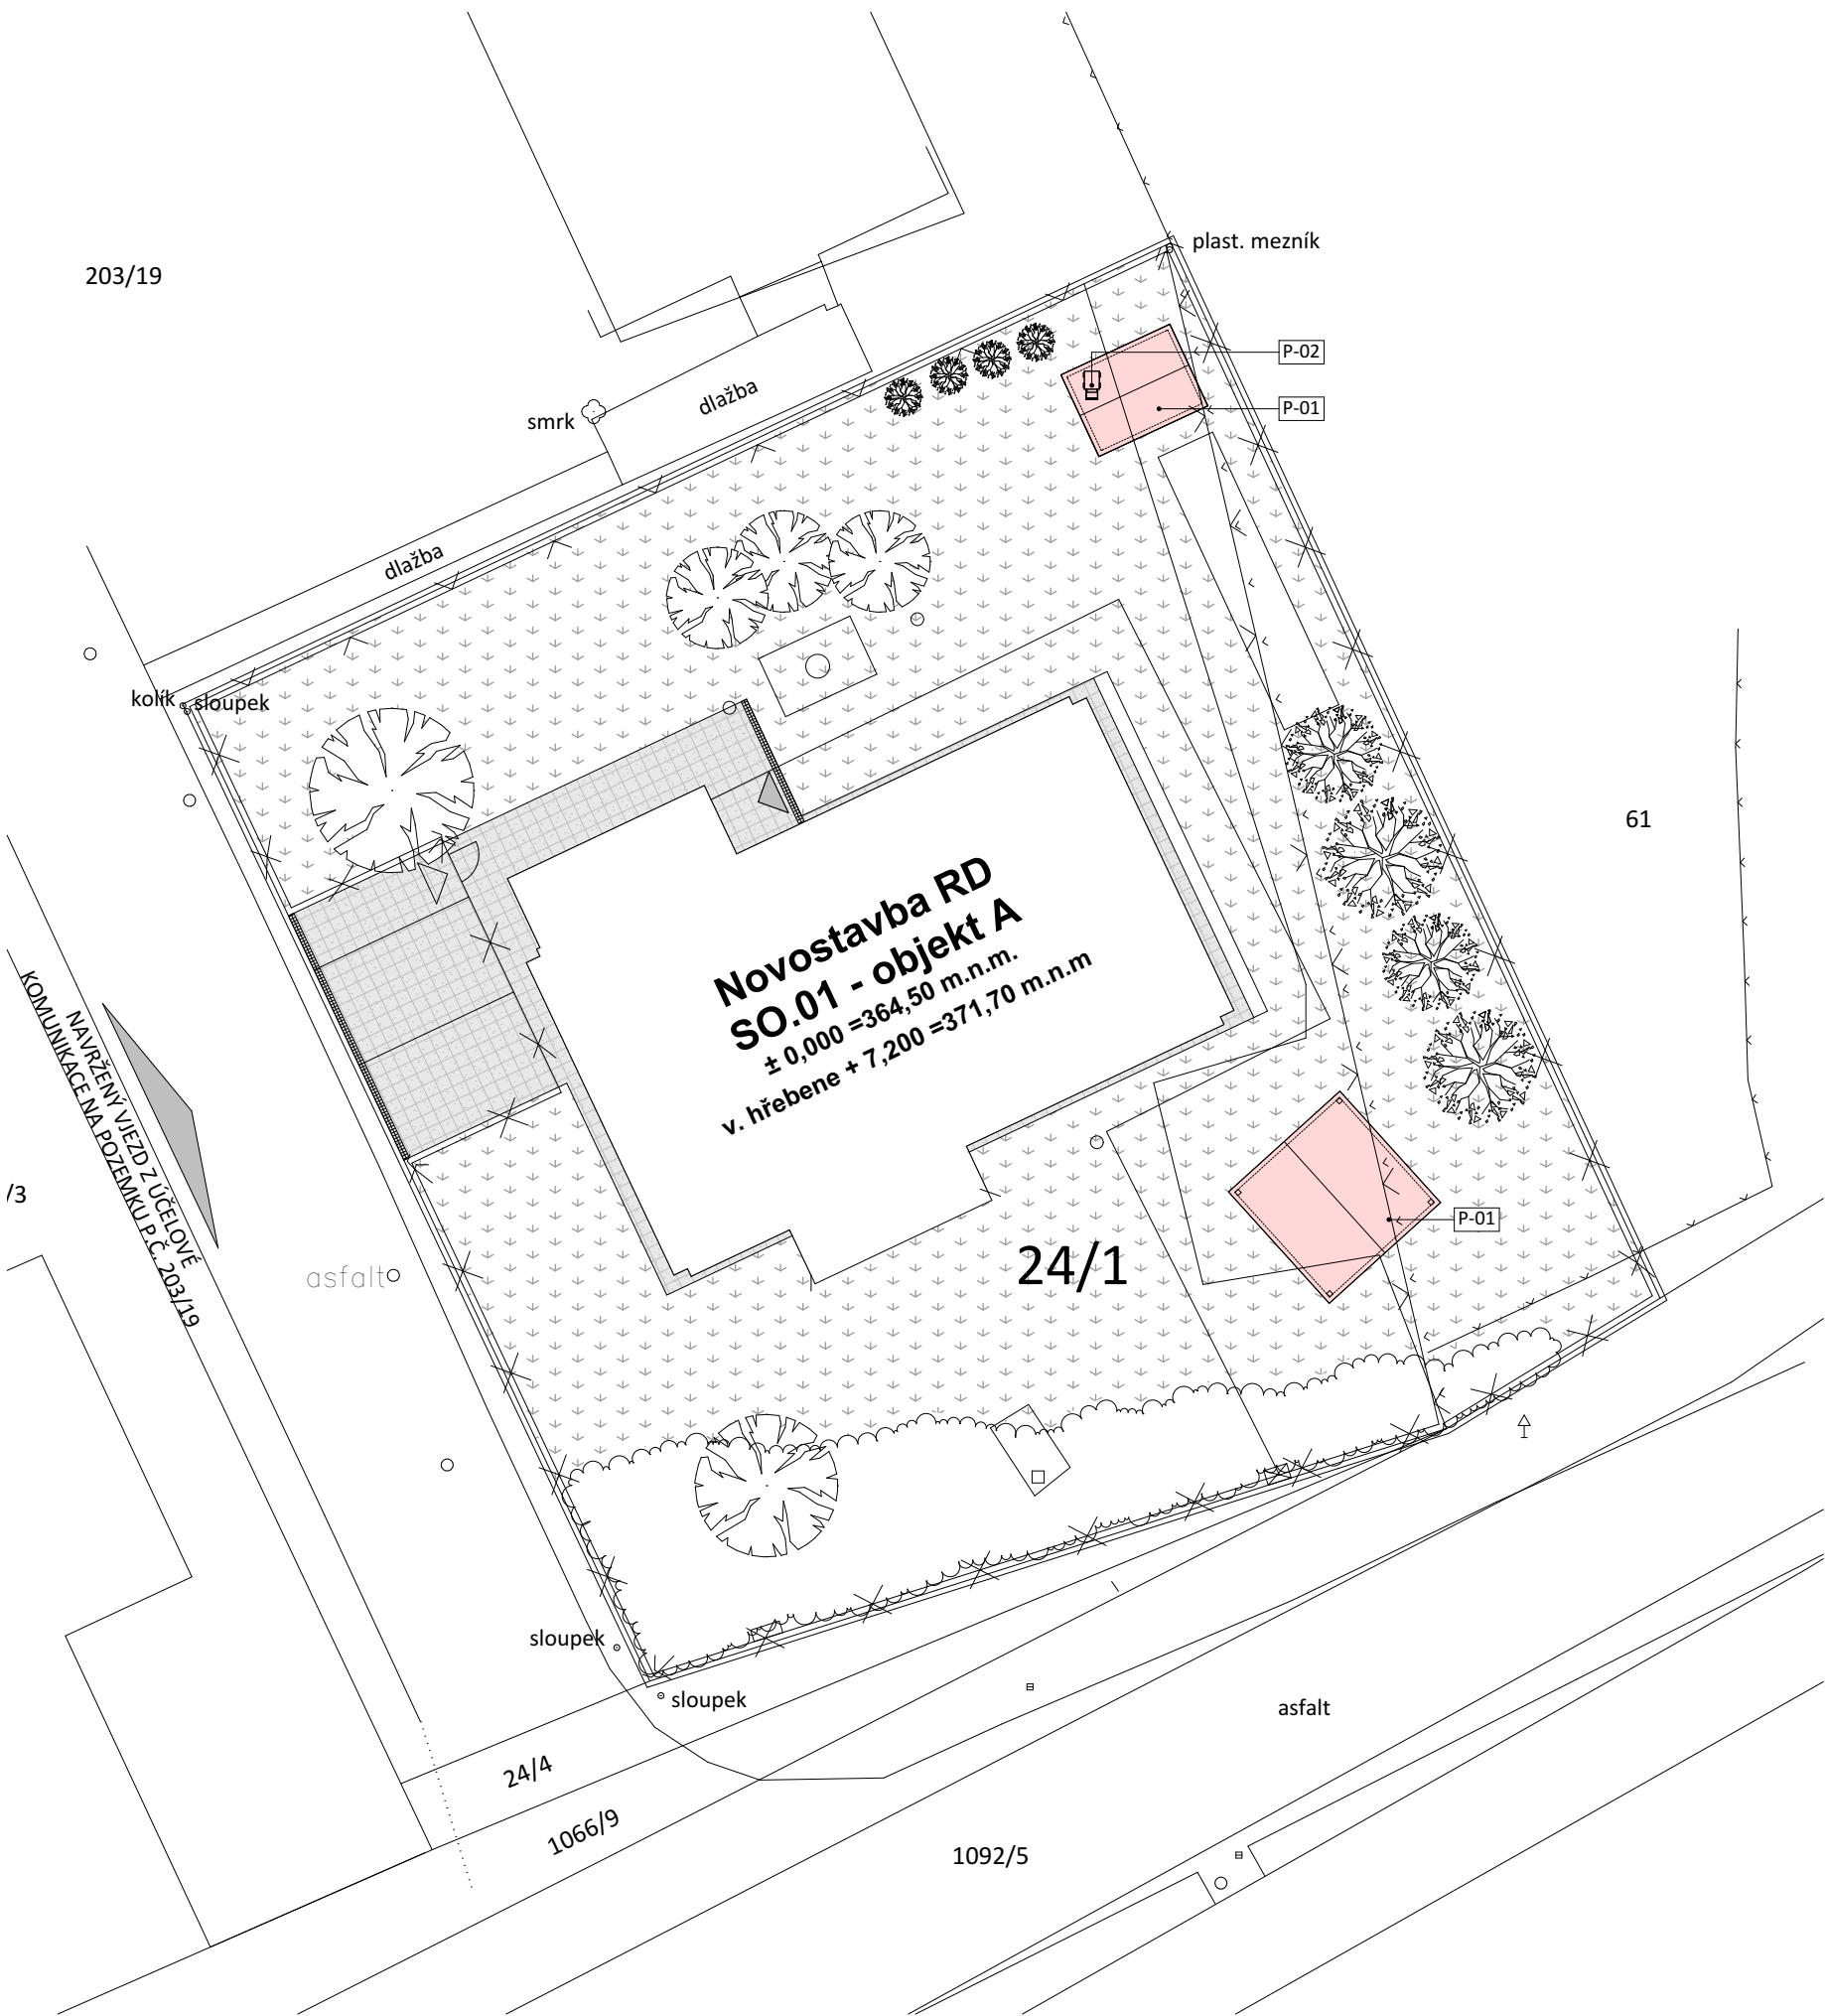 plast. mezník
203/19
P-02
P-01
dlažba
smrk
dlažba
kolík
sloupek
61
Novostavba RD
SO.01 - objekt A
± 0,000 =364,50 m.n.m.
v. hřebene + 7,200 =371,70 m.n.m
NAVRŽENÝ VJEZD Z ÚČELOVÉ
KOMUNIKACE NA POZEMKU P.Č. 203/19
/3
P-01
24/1
asfalt
sloupek
sloupek
asfalt
24/4
1066/9
1092/5